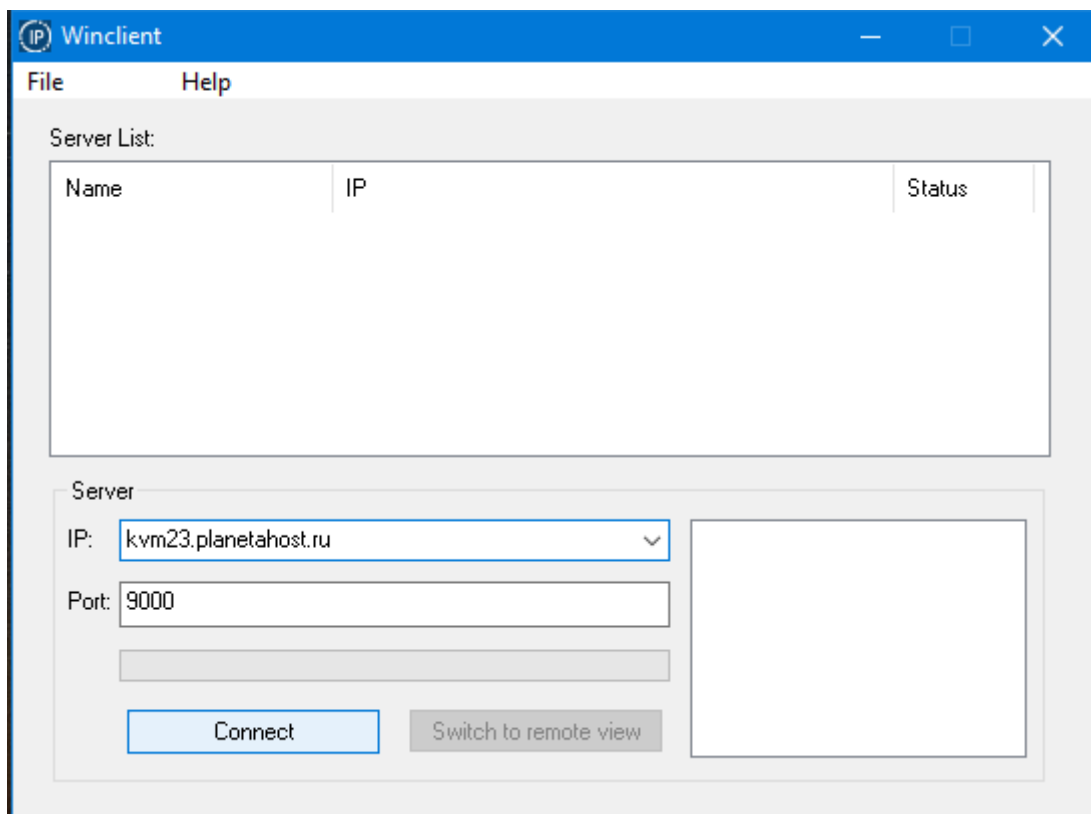 IP Winclient
File Help
Server List:
Name IP Status
Server
IP: kvm23.planetahost.ru
Port: 9000
Connect Switch to remote view